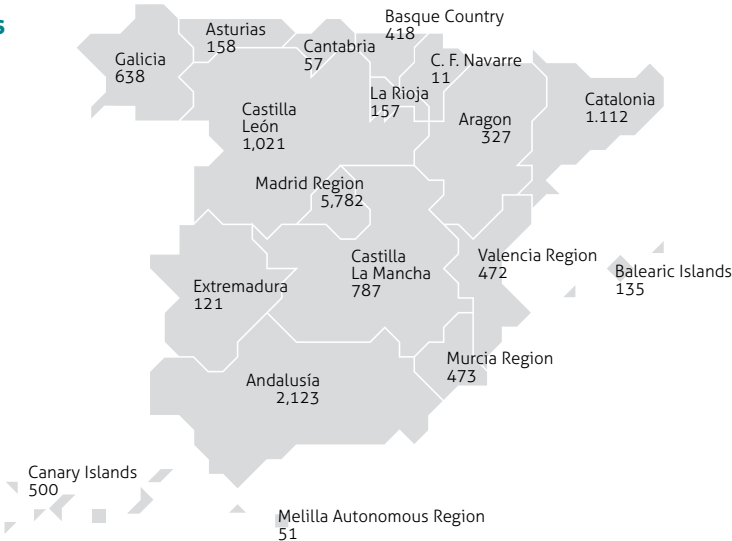 s
Basque Country
418
Asturias
158
Cantabria
57
Galicia
638
C. F. Navarre
11
La Rioja
157
Catalonia
1.112
Castilla
León
1,021
Aragon
327
Madrid Region
5,782
Castilla
La Mancha
787
Valencia Region
472
Balearic Islands
135
Extremadura
121
Murcia Region
473
Andalusía
2,123
Canary Islands
500
Melilla Autonomous Region
51